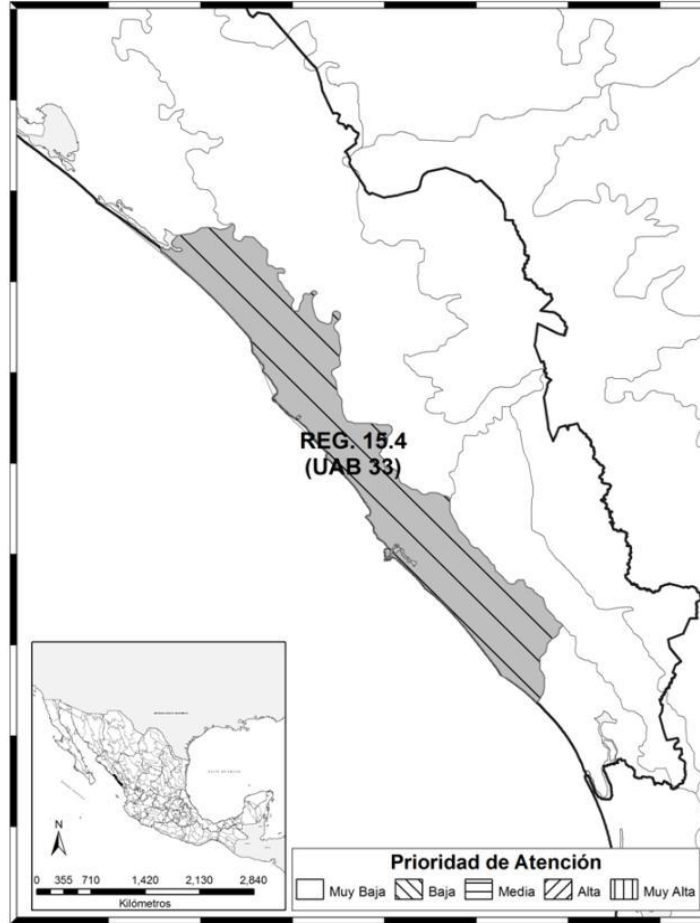 REG. 15.4
(UAB 33)
N
0 355 710 1,420 2,130 2,840
Kilómetros
Prioridad de Atención
Muy Baja Baja Media Alta Muy Alta